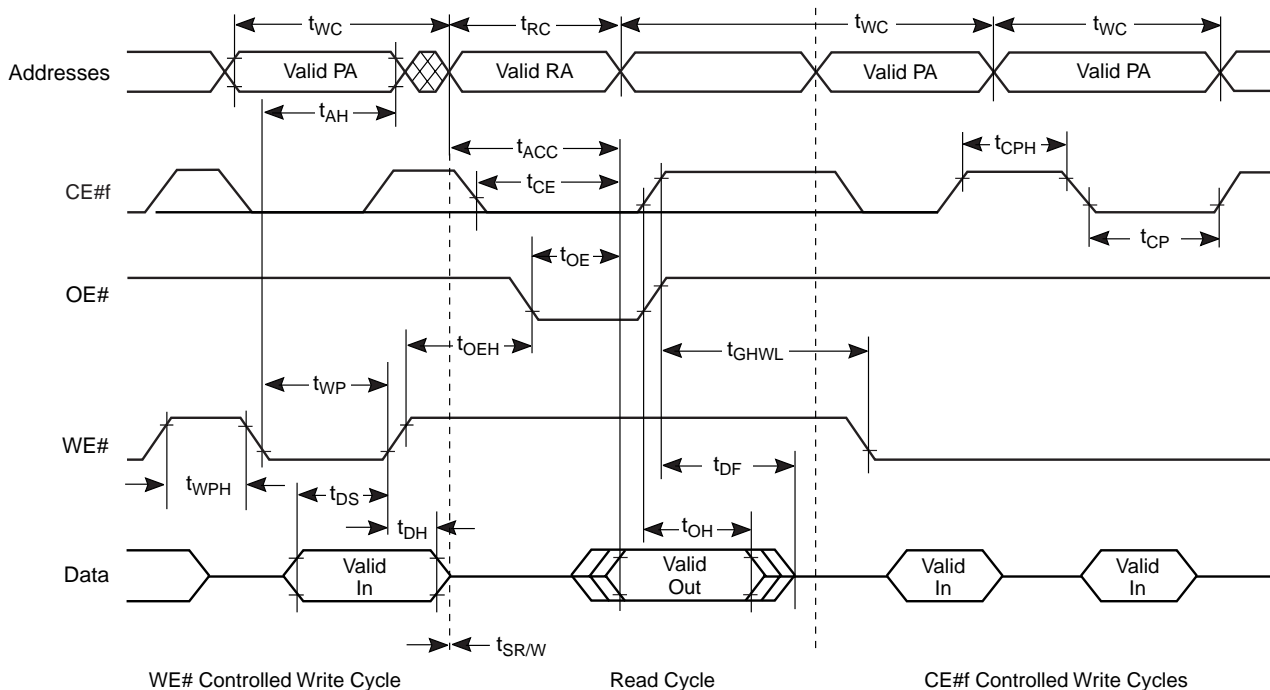 tWC tRC tWC tWC
Addresses Valid PA Valid RA Valid PA Valid PA
tAH
tACC tCPH
CE#f tCE
tCP
tOE
OE#
tOEH tGHWL
tWP
WE#
tWPH tDS tDF
tDH tOH
Data Valid In Valid Out Valid In Valid In
tSR/W
WE# Controlled Write Cycle Read Cycle CE#f Controlled Write Cycles